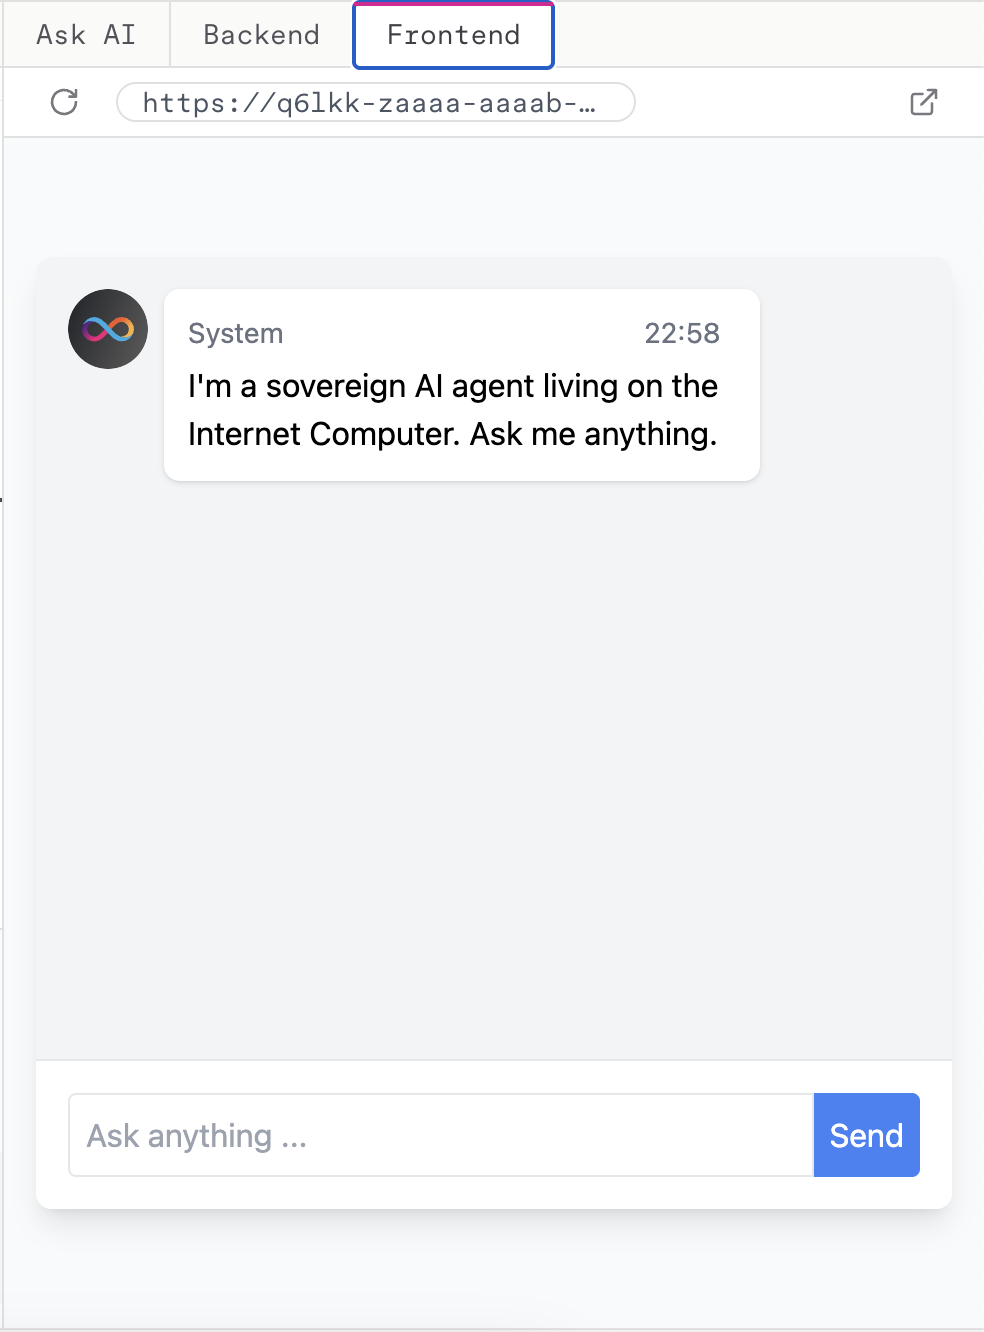 Ask AI
Backend
Frontend
https://q6lkk-zaaaa-aaaab-…
System 22:58
I'm a sovereign AI agent living on the
Internet Computer. Ask me anything.
Ask anything ...
Send